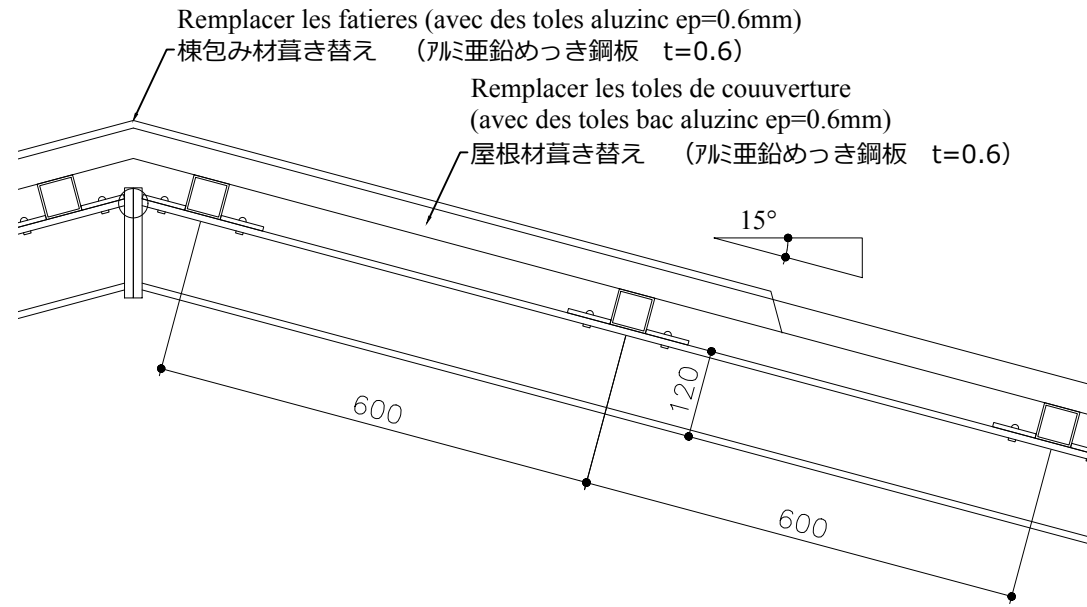 Remplacer les fatieres (avec des toles aluzinc ep=0.6mm)
棟包み材葺き替え　（ｱﾙﾐ亜鉛めっき鋼板　t=0.6）
Remplacer les toles de couuverture
(avec des toles bac aluzinc ep=0.6mm)
屋根材葺き替え　（ｱﾙﾐ亜鉛めっき鋼板　t=0.6）
15°
120
600
600